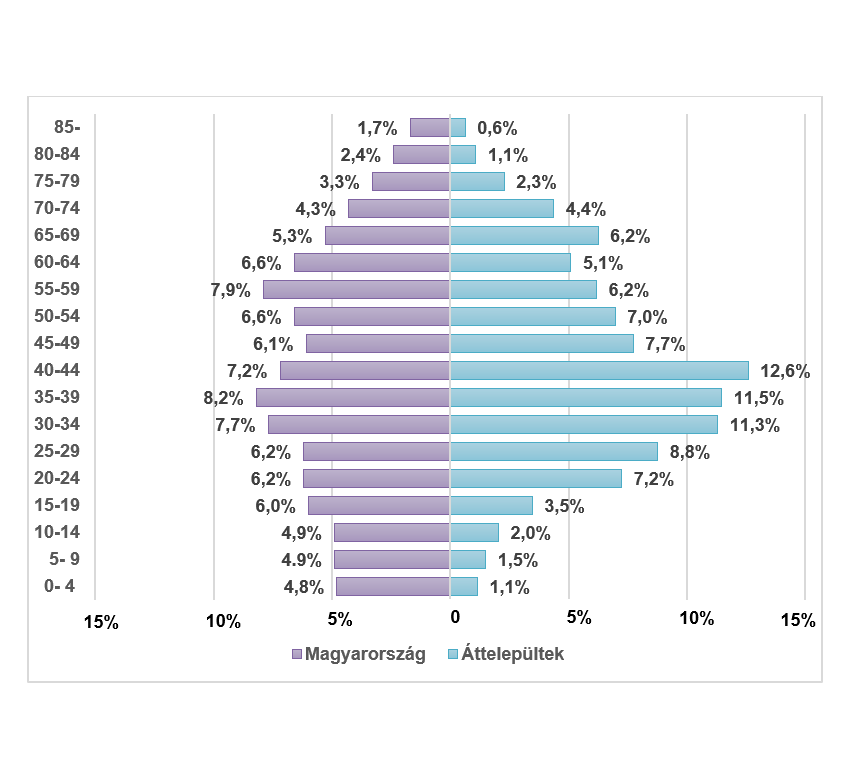 85- 1,7% 0,6%
80-84 2,4% 1,1%
75-79 3,3% 2,3%
70-74 4,3% 4,4%
65-69 5,3% 6,2%
60-64 6,6% 5,1%
55-59 7,9% 6,2%
50-54 6,6% 7,0%
45-49 6,1% 7,7%
40-44 7,2% 12,6%
35-39 8,2% 11,5%
30-34 7,7% 11,3%
25-29 6,2% 8,8%
20-24 6,2% 7,2%
15-19 6,0% 3,5%
10-14 4,9% 2,0%
5- 9 4.9% 1,5%
0- 4 4,8% 1,1%
15% 10% 5% 0 5% 10% 15%
Magyarország Áttelepültek